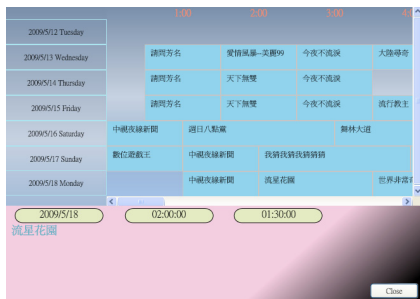 1:00 2:00 3:00
2009/5/12 Tuesday
2009/5/13 Wednesday 請問芳名 愛情風暴--美麗99 今夜不流淚 大陸尋奇
2009/5/14 Thursday 請問芳名 天下無雙 今夜不流淚
2009/5/15 Friday 請問芳名 天下無雙 今夜不流淚 流行教主
2009/5/16 Saturday 中視夜線新聞 週日八點黨 舞林大道
2009/5/17 Sunday 數位遊戲王 中視夜線新聞 我猜我猜我猜猜猜
2009/5/18 Monday 中視夜線新聞 流星花園 世界非常
2009/5/18 02:00:00 01:30:00
流星花園
Close